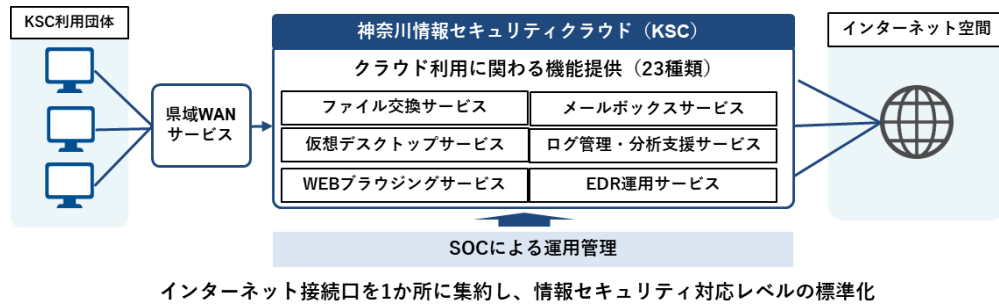 KSC利用団体
県域WAN
サービス
神奈川情報セキュリティクラウド（KSC）
クラウド利用に関わる機能提供（23種類）
ファイル交換サービス
メールボックスサービス
仮想デスクトップサービス
ログ管理・分析支援サービス
WEBブラウジングサービス
EDR運用サービス
SOCによる運用管理
インターネット空間
インターネット接続口を1か所に集約し、情報セキュリティ対応レベルの標準化